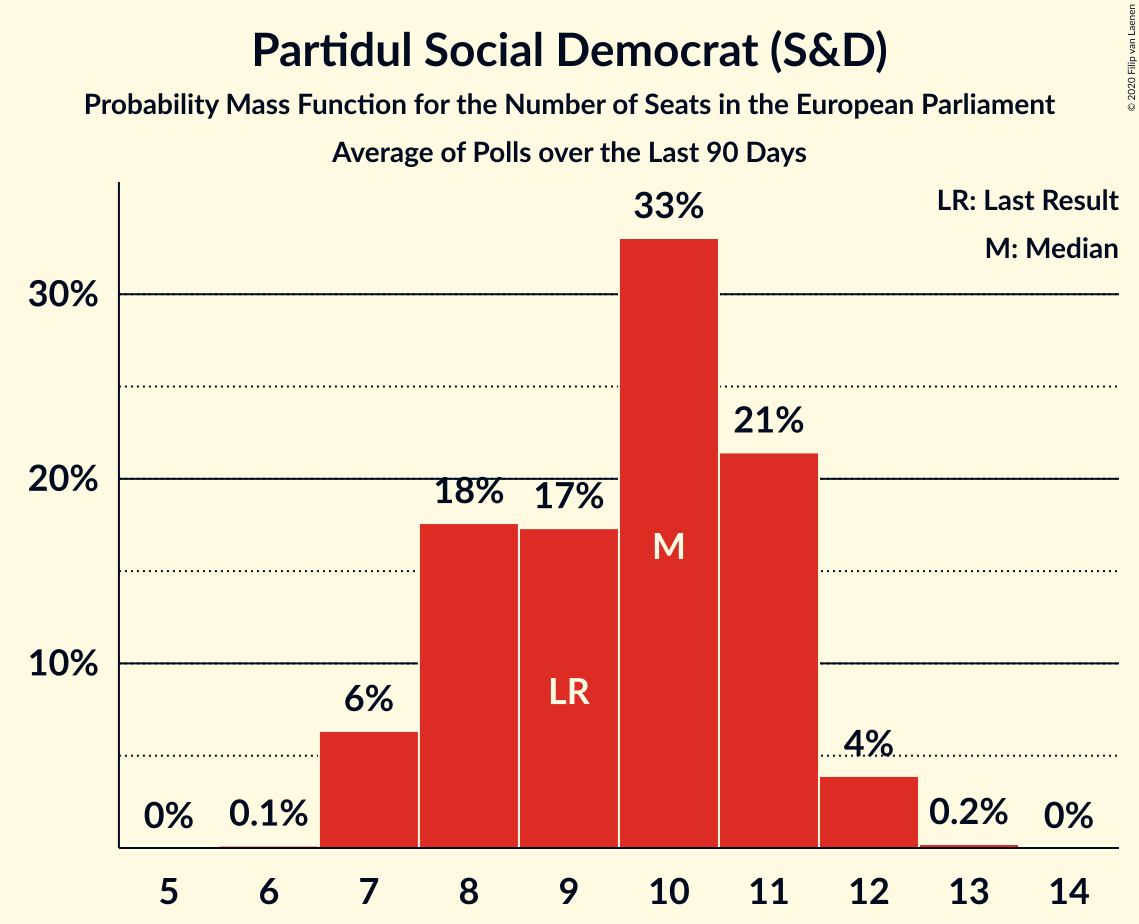 Partidul Social Democrat (S&D)
Probability Mass Function for the Number of Seats in the European Parliament
Average of Polls over the Last 90 Days
© 2020 Filip van Laenen
LR: Last Result
M: Median
33%
30%
21%
20%
18%
17%
M
10%
LR
6%
4%
0%
0.1%
0.2%
0%
5 6 7 8 9 10 11 12 13 14